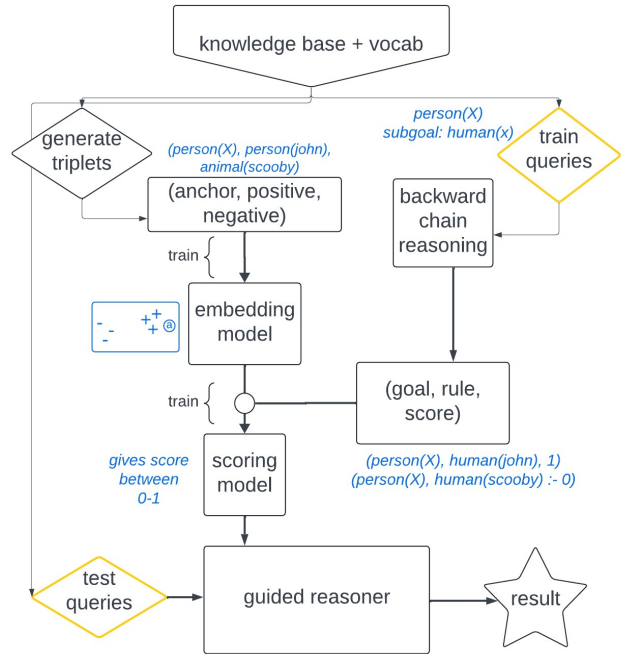 knowledge base + vocab
generate
triplets
person(X)
subgoal: human(x)
train
queries
(person(X), person(john),
animal(scooby)
(anchor, positive,
negative)
backward
chain
reasoning
train
embedding
model
- - - + + + a
train
(goal, rule,
score)
gives score
between
0-1
scoring
model
(person(X), human(john), 1)
(person(X), human(scooby) :- 0)
test
queries
guided reasoner
result